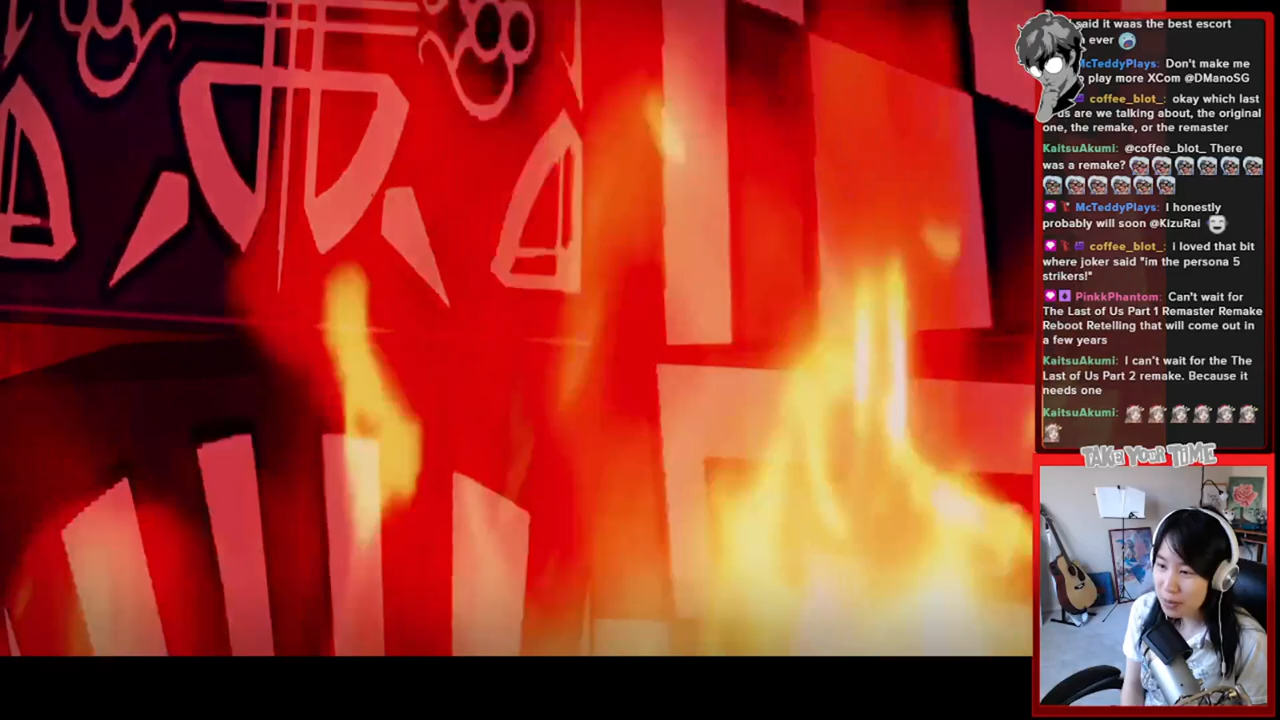 said it waas the best escort
ever
McTeddyPlays: Don't make me
play more XCom @DManoSG
coffee_blot_: okay which last
us are we talking about, the original
one, the remake, or the remaster
KaitsuAkumi: @coffee_blot_ There
was a remake?
McTeddyPlays: I honestly
probably will soon @KizuRai
coffee_blot_: i loved that bit
where joker said "im the persona 5
strikers!"
PinkkPhantom: Can't wait for
The Last of Us Part 1 Remaster Remake
Reboot Retelling that will come out in
a few years
KaitsuAkumi: I can't wait for the The
Last of Us Part 2 remake. Because it
needs one
KaitsuAkumi:
TAKE YOUR TIME